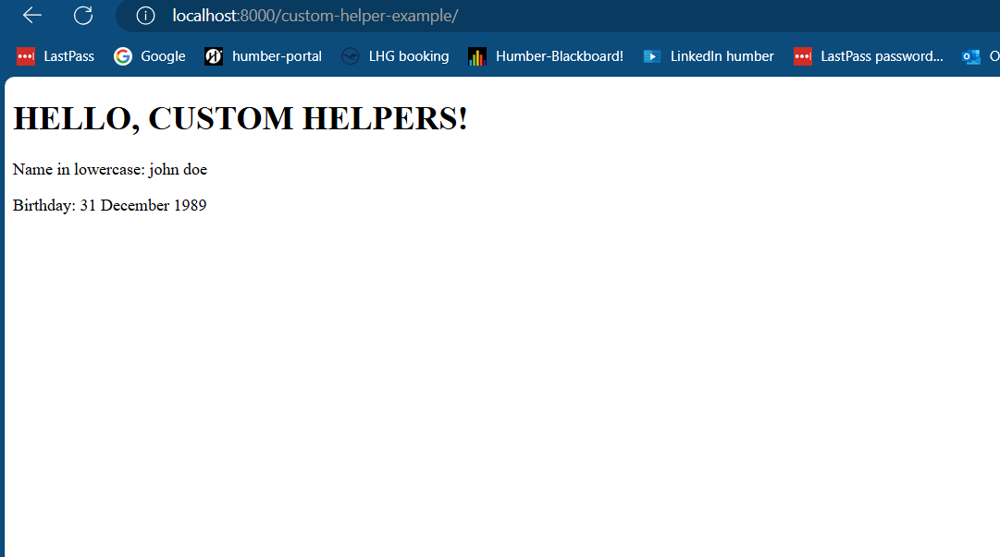 localhost:8000/custom-helper-example/
LastPass Google humber-portal LHG booking Humber-Blackboard! LinkedIn humber LastPass password... O
HELLO, CUSTOM HELPERS!
Name in lowercase: john doe
Birthday: 31 December 1989